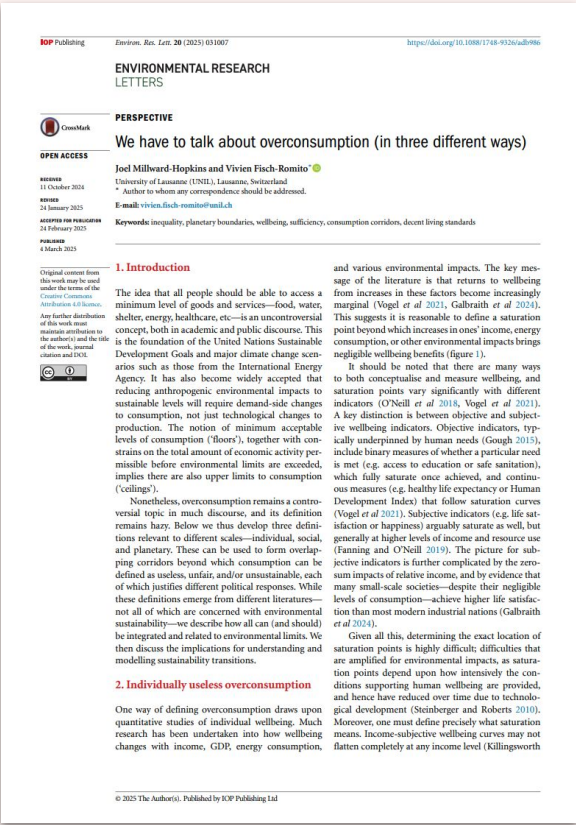 IOP Publishing
Environ. Res. Lett. 20 (2025) 031007
https://doi.org/10.1088/1748-9326/adb986
ENVIRONMENTAL RESEARCH
LETTERS
CrossMark
OPEN ACCESS
RECEIVED
11 October 2024
REVISED
24 January 2025
ACCEPTED FOR PUBLICATION
24 February 2025
PUBLISHED
4 March 2025
Original content from
this work may be used
under the terms of the
Creative Commons
Attribution 4.0 licence.
Any further distribution
of this work must
maintain attribution to
the author(s) and the title
of the work, journal
citation and DOI.
PERSPECTIVE
We have to talk about overconsumption (in three different ways)
Joel Millward-Hopkins and Vivien Fisch-Romito*
University of Lausanne (UNIL), Lausanne, Switzerland
* Author to whom any correspondence should be addressed.
E-mail: vivien.fisch-romito@unil.ch
Keywords: inequality, planetary boundaries, wellbeing, sufficiency, consumption corridors, decent living standards
1. Introduction
The idea that all people should be able to access a
minimum level of goods and services—food, water,
shelter, energy, healthcare, etc—is an uncontroversial
concept, both in academic and public discourse. This
is the foundation of the United Nations Sustainable
Development Goals and major climate change scen-
arios such as those from the International Energy
Agency. It has also become widely accepted that
reducing anthropogenic environmental impacts to
sustainable levels will require demand-side changes
to consumption, not just technological changes to
production. The notion of minimum acceptable
levels of consumption ('floors'), together with con-
strains on the total amount of economic activity per-
missible before environmental limits are exceeded,
implies there are also upper limits to consumption
('ceilings').
Nonetheless, overconsumption remains a contro-
versial topic in much discourse, and its definition
remains hazy. Below we thus develop three defini-
tions relevant to different scales—individual, social,
and planetary. These can be used to form overlap-
ping corridors beyond which consumption can be
defined as useless, unfair, and/or unsustainable, each
of which justifies different political responses. While
these definitions emerge from different literatures—
not all of which are concerned with environmental
sustainability—we describe how all can (and should)
be integrated and related to environmental limits. We
then discuss the implications for understanding and
modelling sustainability transitions.
2. Individually useless overconsumption
One way of defining overconsumption draws upon
quantitative studies of individual wellbeing. Much
research has been undertaken into how wellbeing
changes with income, GDP, energy consumption,
and various environmental impacts. The key mes-
sage of the literature is that returns to wellbeing
from increases in these factors become increasingly
marginal (Vogel et al 2021, Galbraith et al 2024).
This suggests it is reasonable to define a saturation
point beyond which increases in ones' income, energy
consumption, or other environmental impacts brings
negligible wellbeing benefits (figure 1).
It should be noted that there are many ways
to both conceptualise and measure wellbeing, and
saturation points vary significantly with different
indicators (O'Neill et al 2018, Vogel et al 2021).
A key distinction is between objective and subject-
ive wellbeing indicators. Objective indicators, typ-
ically underpinned by human needs (Gough 2015),
include binary measures of whether a particular need
is met (e.g. access to education or safe sanitation),
which fully saturate once achieved, and continu-
ous measures (e.g. healthy life expectancy or Human
Development Index) that follow saturation curves
(Vogel et al 2021). Subjective indicators (e.g. life sat-
isfaction or happiness) arguably saturate as well, but
generally at higher levels of income and resource use
(Fanning and O'Neill 2019). The picture for sub-
jective indicators is further complicated by the zero-
sum impacts of relative income, and by evidence that
many small-scale societies—despite their negligible
levels of consumption—achieve higher life satisfac-
tion than most modern industrial nations (Galbraith
et al 2024).
Given all this, determining the exact location of
saturation points is highly difficult; difficulties that
are amplified for environmental impacts, as satura-
tion points depend upon how intensively the con-
ditions supporting human wellbeing are provided,
and hence have reduced over time due to technolo-
gical development (Steinberger and Roberts 2010).
Moreover, one must define precisely what saturation
means. Income-subjective wellbeing curves may not
flatten completely at any income level (Killingsworth
© 2025 The Author(s). Published by IOP Publishing Ltd